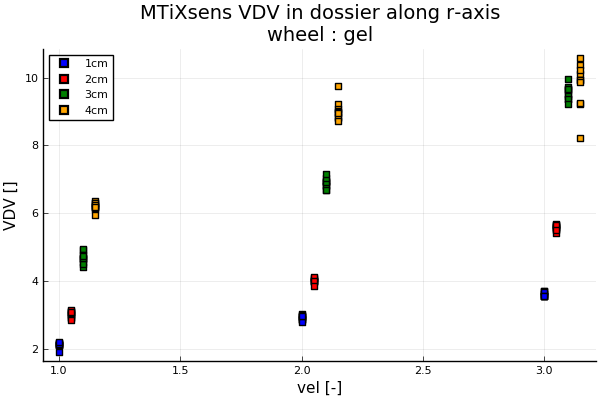 MTiXsens VDV in dossier along r-axis
wheel : gel
1cm
2cm
3cm
4cm
VDV []
10
8
6
4
2
1.0
1.5
2.0
2.5
3.0
vel [-]